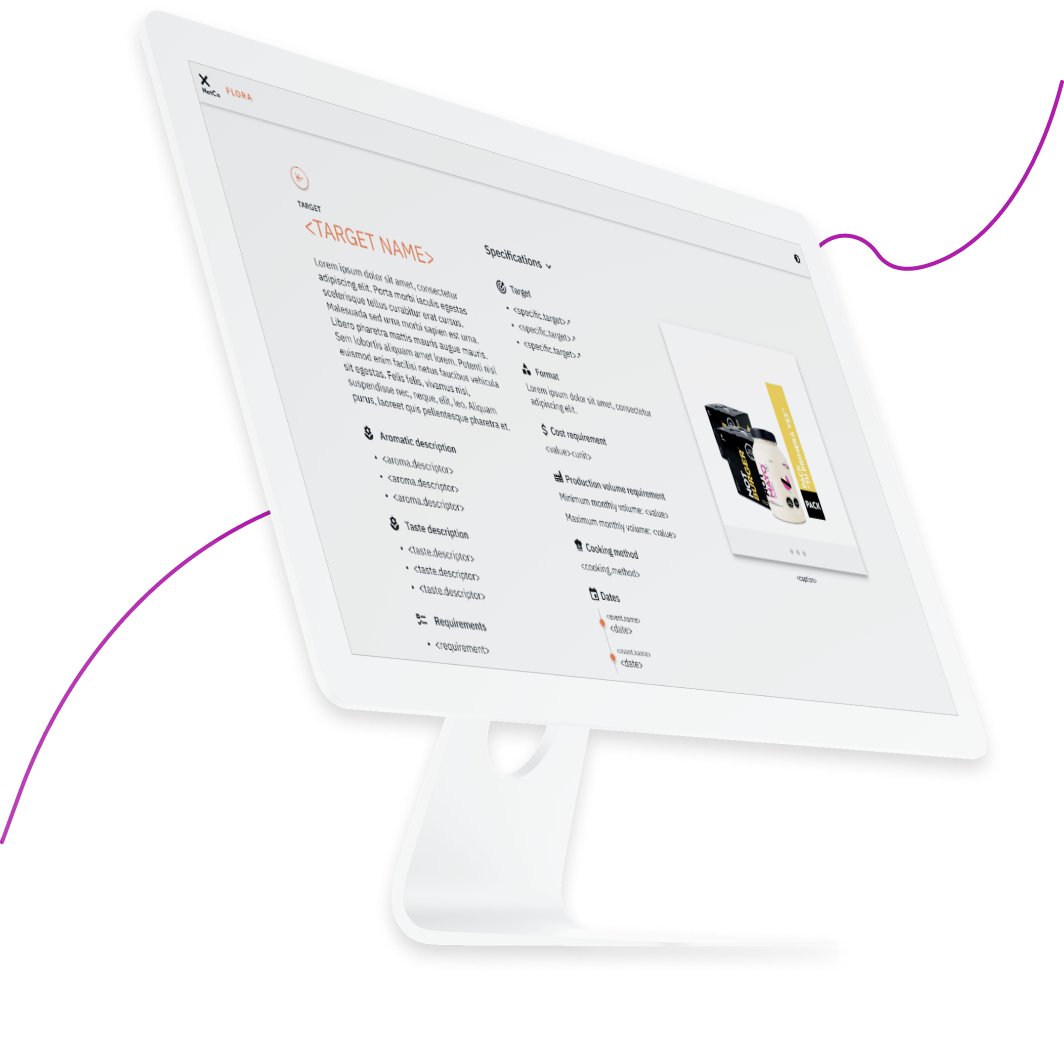 NotCo
FLORA
TARGET
<TARGET NAME>
Lorem ipsum dolor sit amet, consectetur
adipiscing elit. Porta morbi iaculis egestas
scelerisque tellus curabitur erat cursus.
Malesuada sed urna morbi sapien est urna.
Libero pharetra mattis mauris augue mauris.
Sem lobortis aliquam amet lorem. Potenti nisl
euismod enim facilisi netus faucibus vehicula
sit egestas. Felis felis, vivamus nisl,
suspendisse nec, neque, elit, leo. Aliquam
purus, laoreet quis pellentesque pharetra et.
Aromatic description
• <aroma.descriptor>
• <aroma.descriptor>
• <aroma.descriptor>
Taste description
• <taste.descriptor>
• <taste.descriptor>
• <taste.descriptor>
Requirements
• <requirement>
Specifications
Target
• <specific.target>↗
• <specific.target>↗
• <specific.target>↗
Format
Lorem ipsum dolor sit amet, consectetur
adipiscing elit.
$ Cost requirement
<value><unit>
Production volume requirement
Minimum monthly volume: <value>
Maximum monthly volume: <value>
Cooking method
<cooking.method>
Dates
<event.name>
<date>
<event.name>
<date>
NOT
BURGER
PACK
<caption>